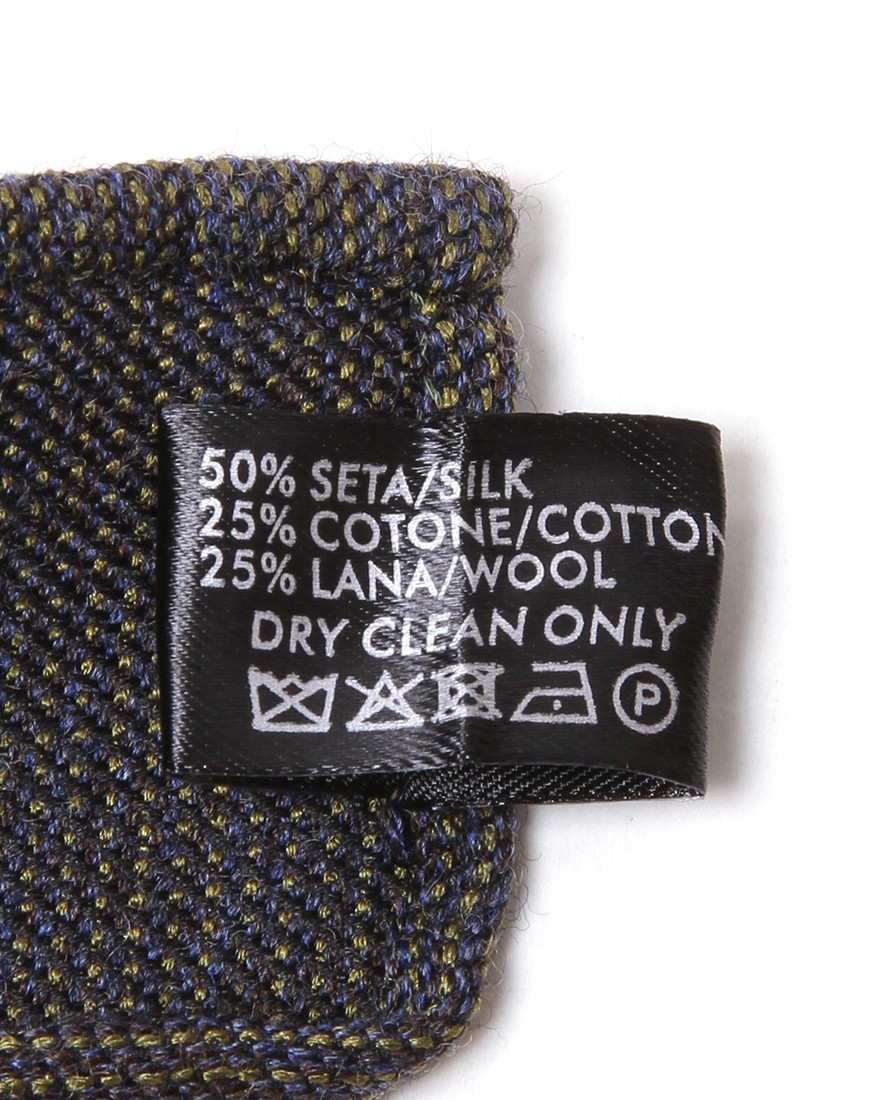 50% SETA/SILK
25% COTONE/COTTON
25% LANA/WOOL
DRY CLEAN ONLY
P